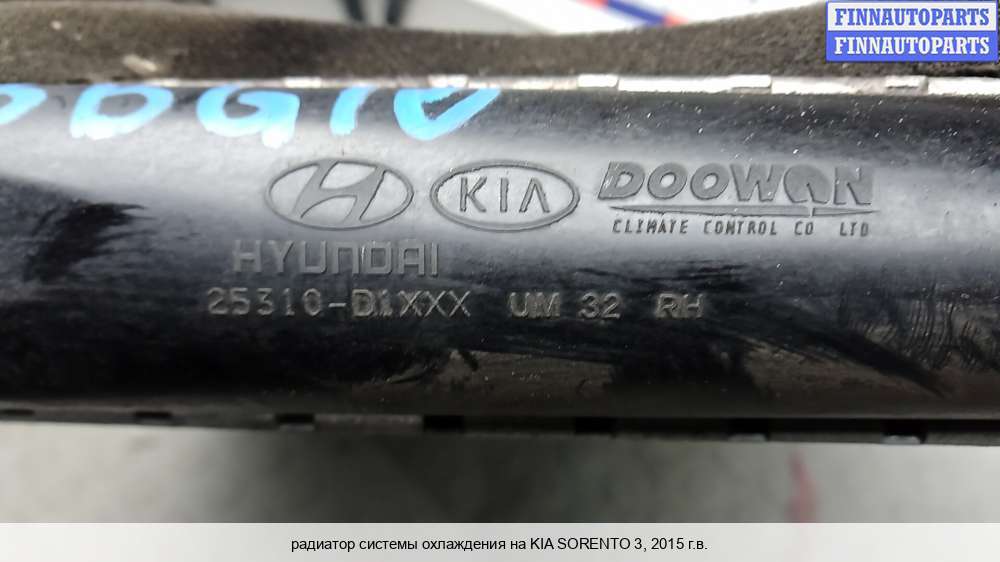 FINNAUTOPARTS
FINNAUTOPARTS
KIA
DOOWON
CLIMATE CONTROL CO LTD
HYUNDAI
25310-D1XXX UM 32 RH
радиатор системы охлаждения на KIA SORENTO 3, 2015 г.в.